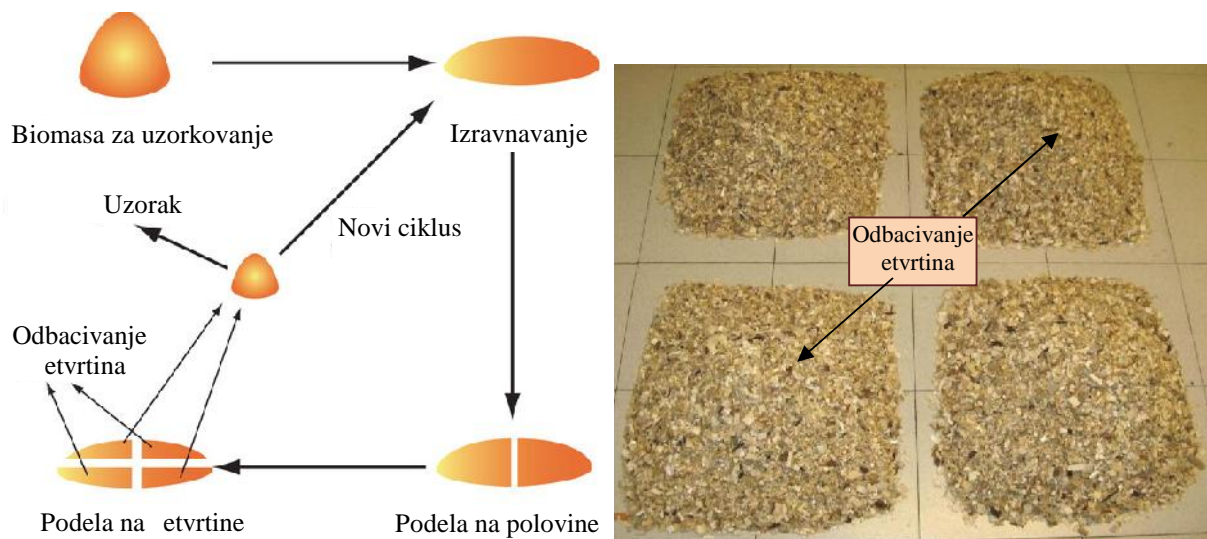 Biomasa za uzorkovanje
Izravnavanje
Uzorak
Novi ciklus
Odbacivanje
etvrtina
Podela na etvrtine
Podela na polovine
Odbacivanje
etvrtina